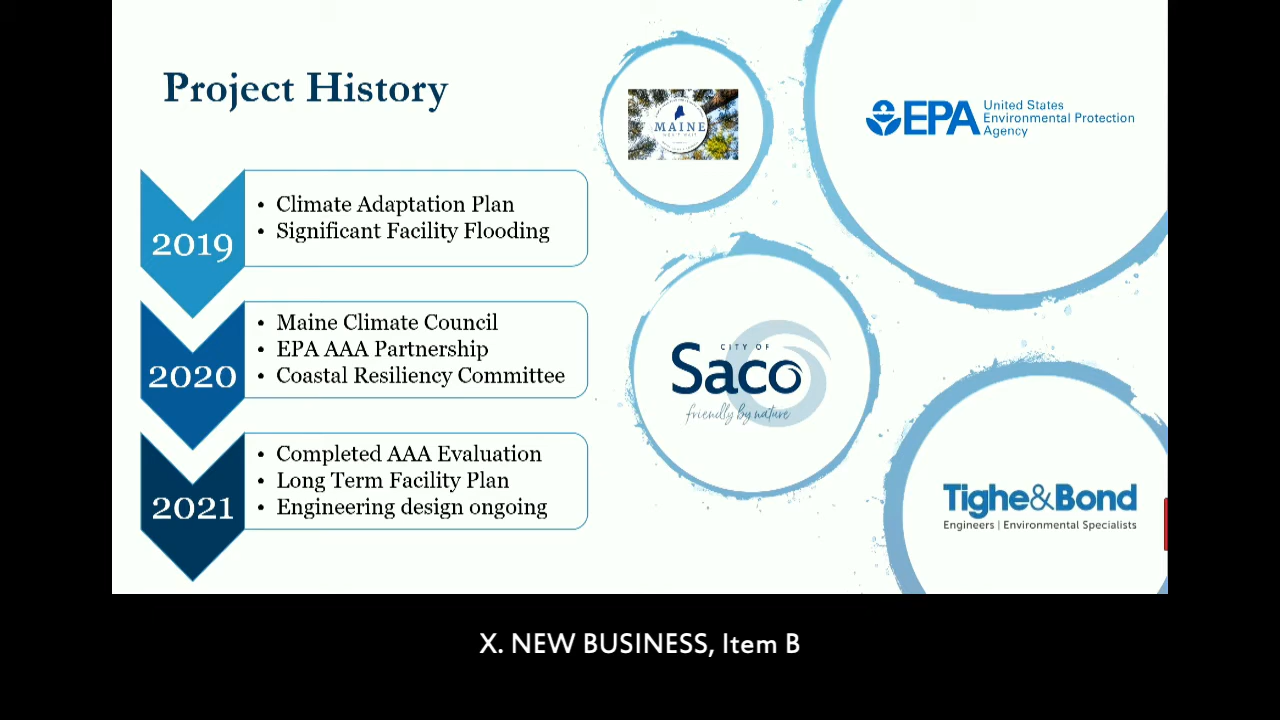 Project History
2019
• Climate Adaptation Plan
• Significant Facility Flooding
2020
• Maine Climate Council
• EPA AAA Partnership
• Coastal Resiliency Committee
2021
• Completed AAA Evaluation
• Long Term Facility Plan
• Engineering design ongoing
MAINE
EPA
United States
Environmental Protection
Agency
CITY OF
Saco
friendly by nature
Tighe&Bond
Engineers | Environmental Specialists
X. NEW BUSINESS, Item B